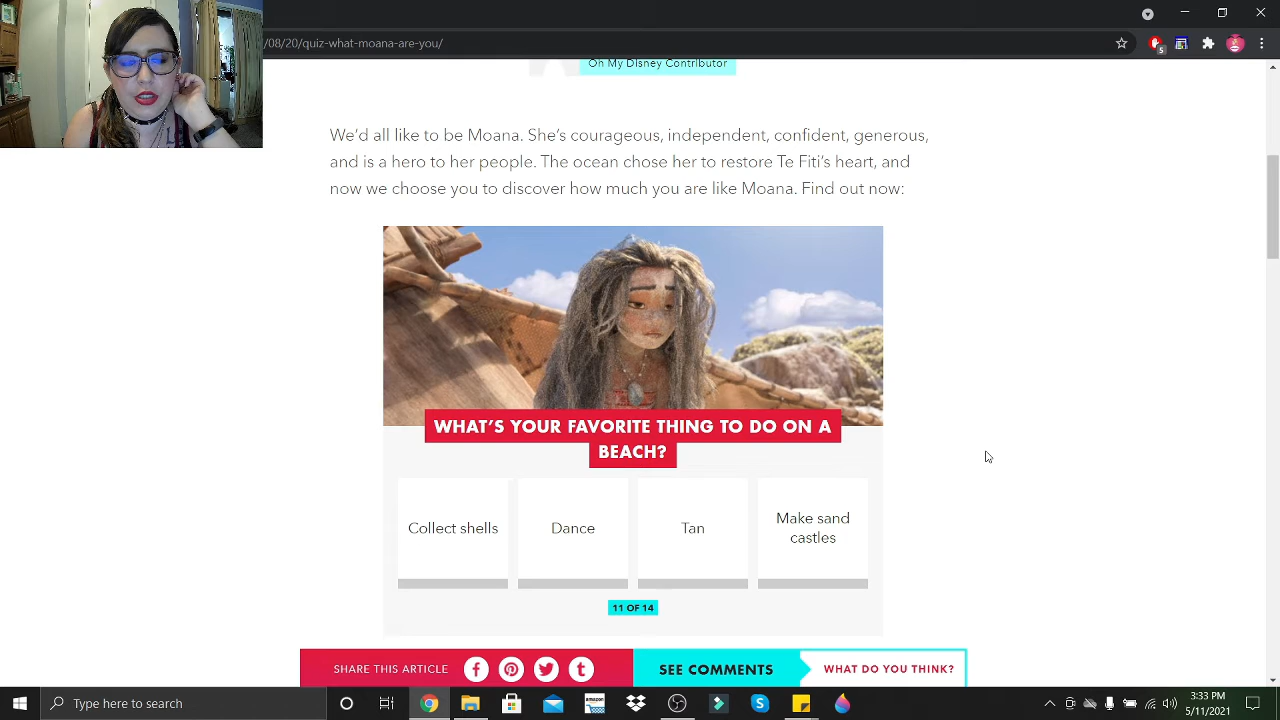 /08/20/quiz-what-moana-are-you/
5
Oh My Disney Contributor
We'd all like to be Moana. She's courageous, independent, confident, generous,
and is a hero to her people. The ocean chose her to restore Te Fiti's heart, and
now we choose you to discover how much you are like Moana. Find out now:
WHAT'S YOUR FAVORITE THING TO DO ON A
BEACH?
Collect shells
Dance
Tan
Make sand
castles
11 OF 14
SHARE THIS ARTICLE
SEE COMMENTS
WHAT DO YOU THINK?
Type here to search
amazon
3:33 PM
5/11/2021